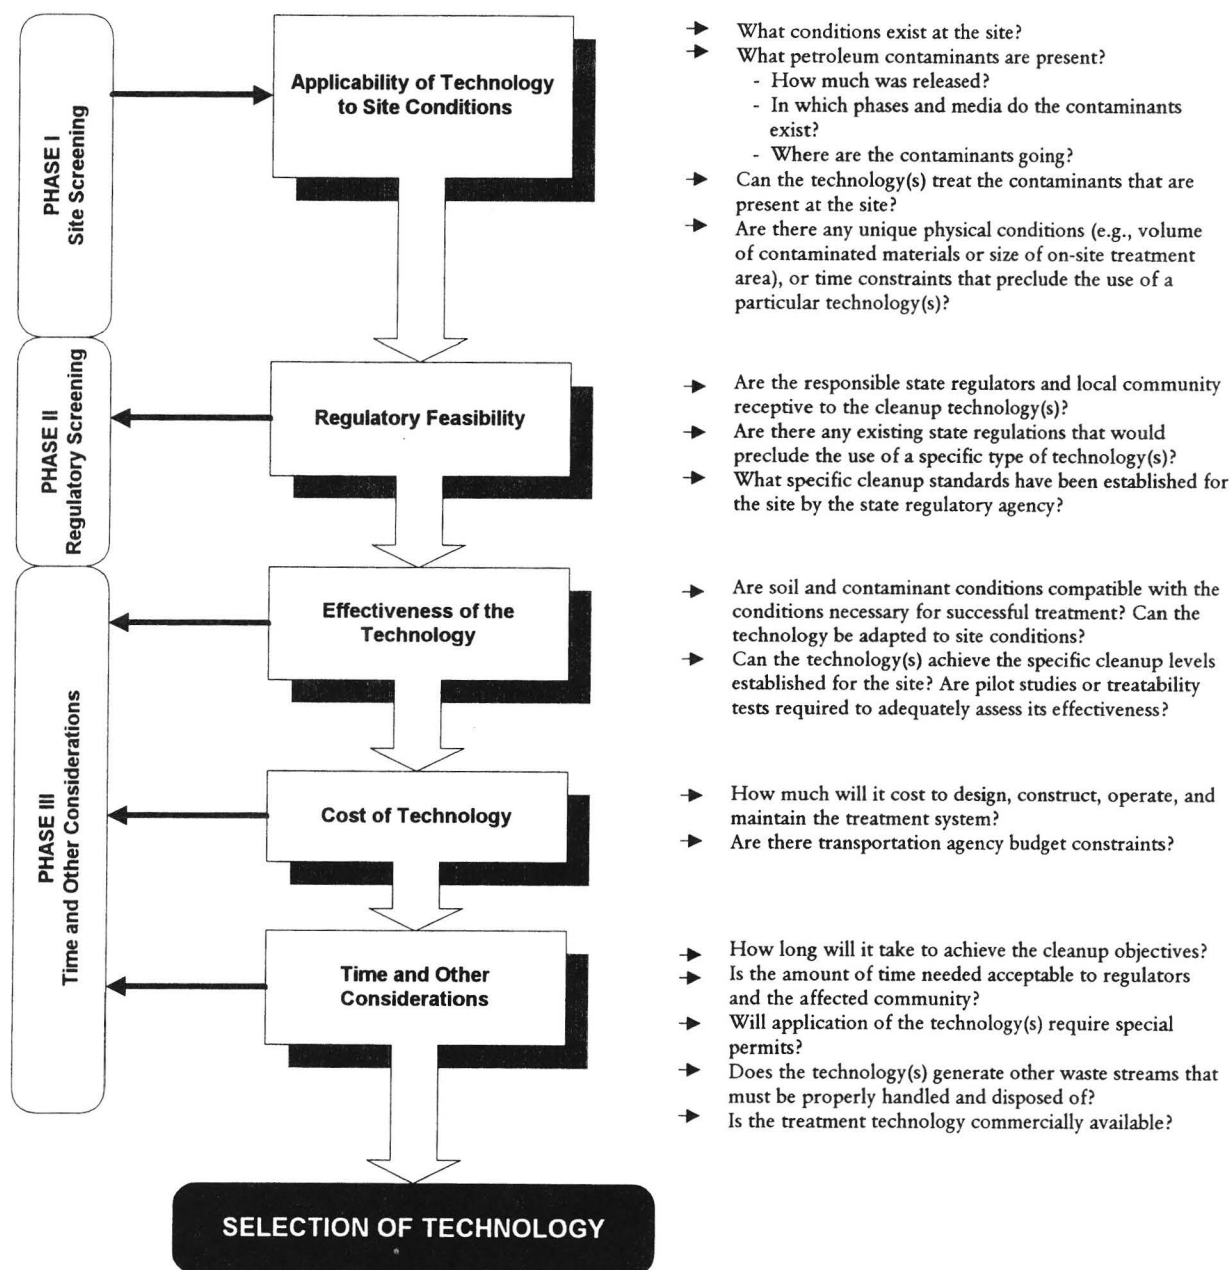 PHASE I
Site Screening
Applicability of Technology
to Site Conditions
What conditions exist at the site?
What petroleum contaminants are present?
- How much was released?
- In which phases and media do the contaminants
exist?
- Where are the contaminants going?
Can the technology(s) treat the contaminants that are
present at the site?
Are there any unique physical conditions (e.g., volume
of contaminated materials or size of on-site treatment
area), or time constraints that preclude the use of a
particular technology(s)?
PHASE II
Regulatory Screening
Regulatory Feasibility
Are the responsible state regulators and local community
receptive to the cleanup technology(s)?
Are there any existing state regulations that would
preclude the use of a specific type of technology(s)?
What specific cleanup standards have been established for
the site by the state regulatory agency?
PHASE III
Time and Other Considerations
Effectiveness of the
Technology
Are soil and contaminant conditions compatible with the
conditions necessary for successful treatment? Can the
technology be adapted to site conditions?
Can the technology(s) achieve the specific cleanup levels
established for the site? Are pilot studies or treatability
tests required to adequately assess its effectiveness?
Cost of Technology
How much will it cost to design, construct, operate, and
maintain the treatment system?
Are there transportation agency budget constraints?
Time and Other
Considerations
How long will it take to achieve the cleanup objectives?
Is the amount of time needed acceptable to regulators
and the affected community?
Will application of the technology(s) require special
permits?
Does the technology(s) generate other waste streams that
must be properly handled and disposed of?
Is the treatment technology commercially available?
SELECTION OF TECHNOLOGY